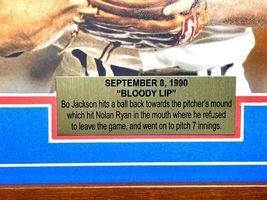 SEPTEMBER 8, 1990
"BLOODY LIP"
Bo Jackson hits a ball back towards the pitcher's mound
which hit Nolan Ryan in the mouth where he refused
to leave the game, and went on to pitch 7 innings.